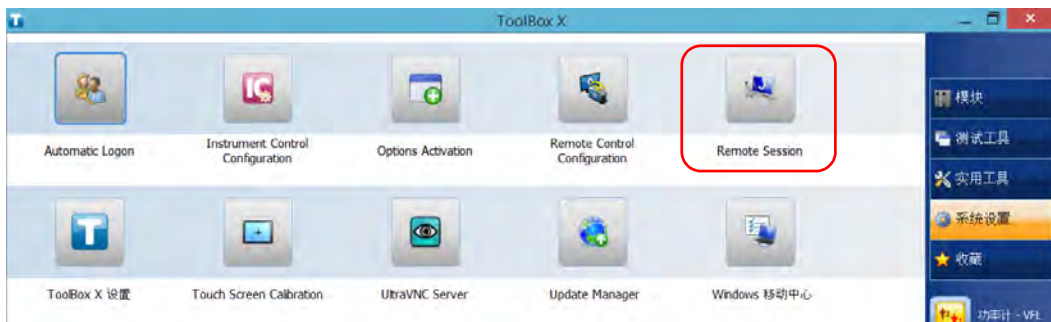 ToolBox X
Automatic Logon
Instrument Control
Configuration
Options Activation
Remote Control
Configuration
Remote Session
ToolBox X 设置
Touch Screen Calibration
UltraVNC Server
Update Manager
Windows 移动中心
模块
测试工具
实用工具
系统设置
收藏
功率计 - VFL